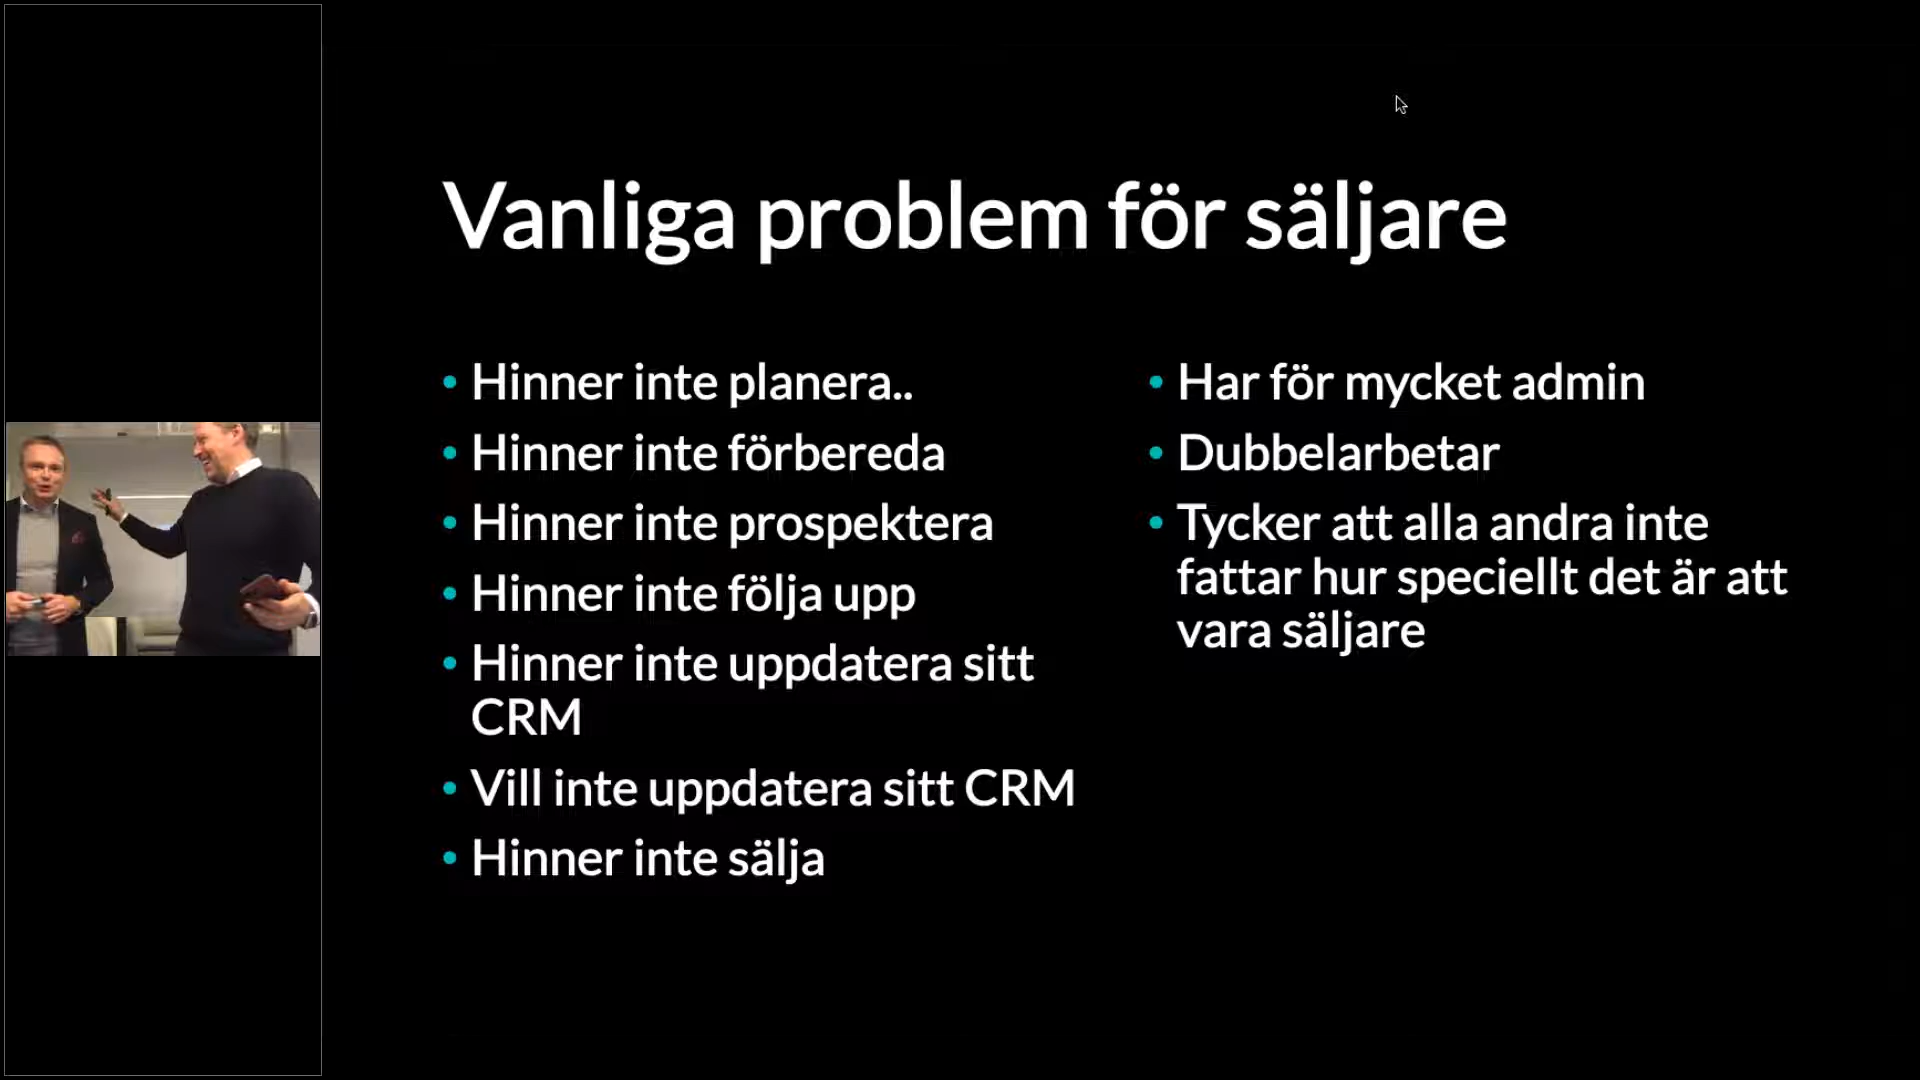 Vanliga problem för säljare
• Hinner inte planera..
• Hinner inte förbereda
• Hinner inte prospektera
• Hinner inte följa upp
• Hinner inte uppdatera sitt
CRM
• Vill inte uppdatera sitt CRM
• Hinner inte sälja
• Har för mycket admin
• Dubbelarbetar
• Tycker att alla andra inte
fattar hur speciellt det är att
vara säljare